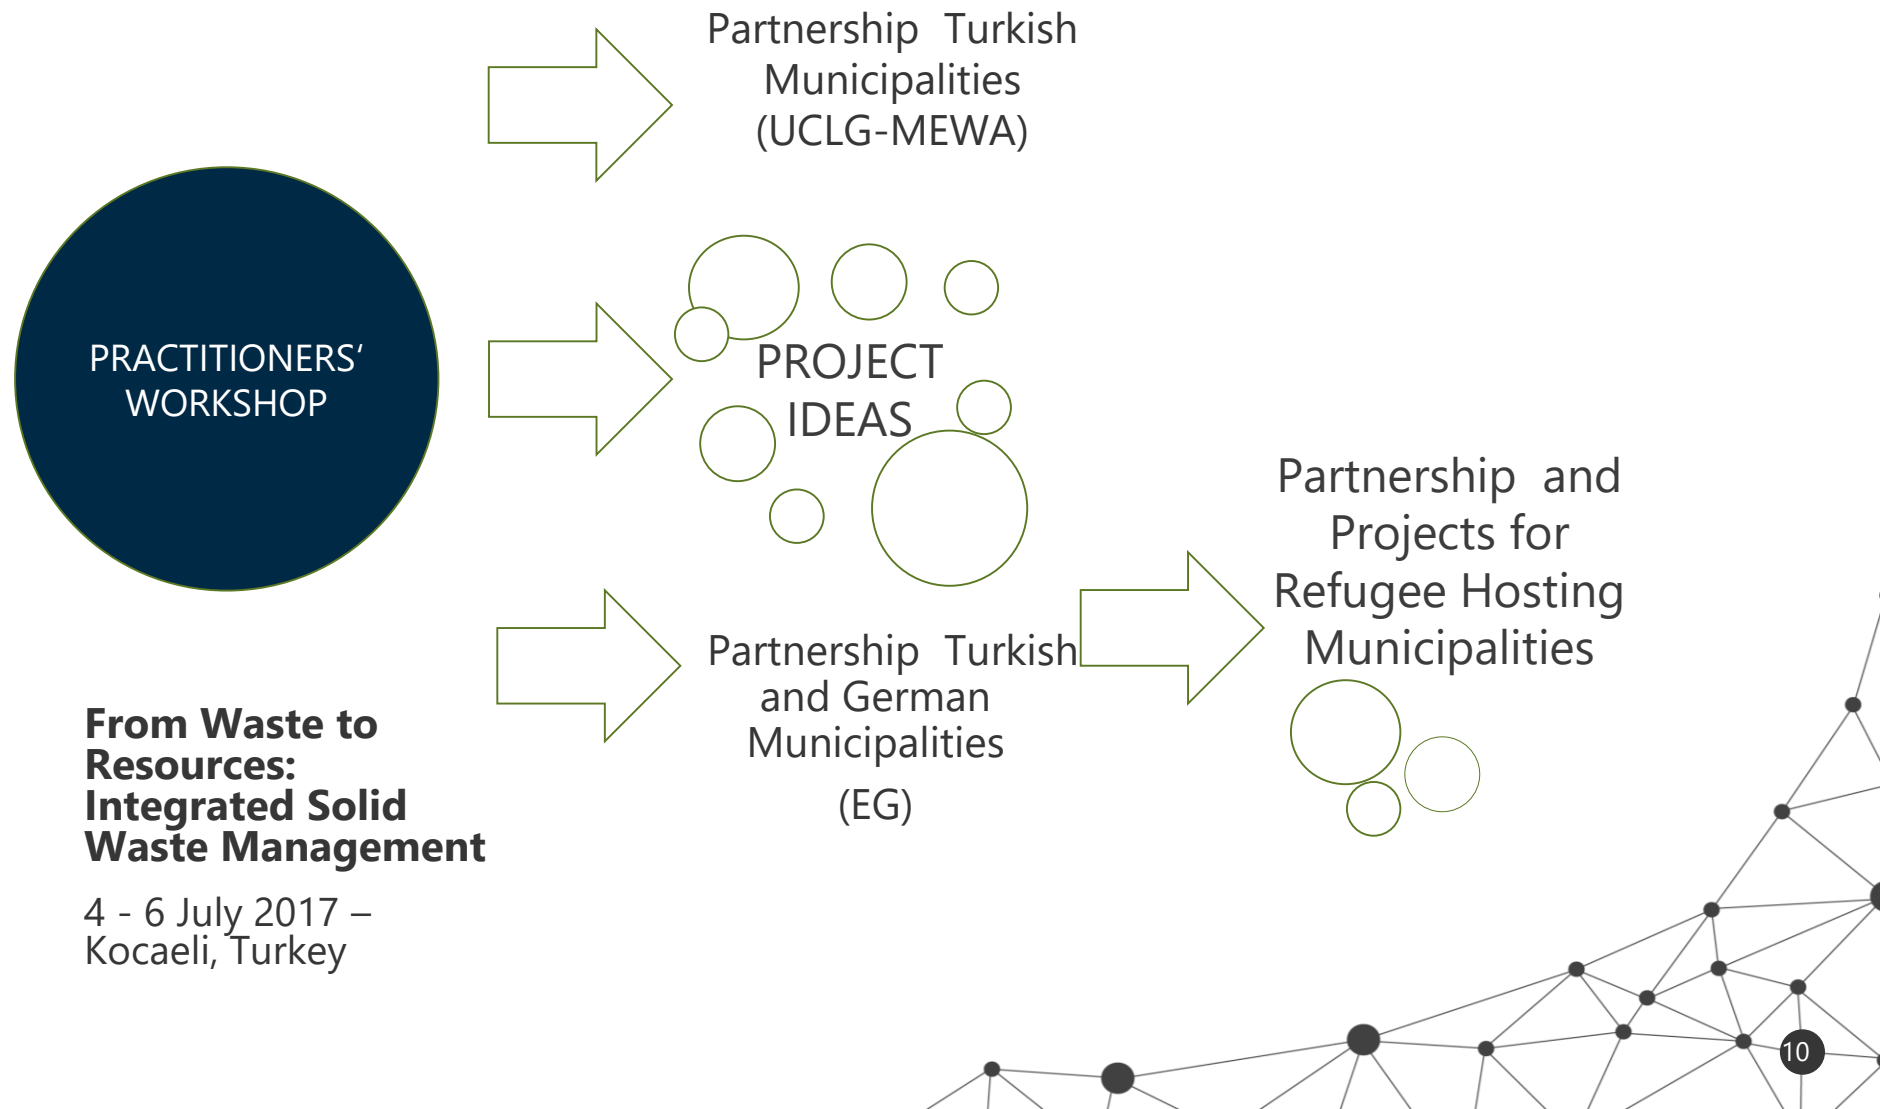 Partnership Turkish
Municipalities
(UCLG-MEWA)
PRACTITIONERS‘
WORKSHOP
PROJECT
IDEAS
Partnership and
Projects for
Refugee Hosting
Municipalities
Partnership Turkish
and German
Municipalities
(EG)
From Waste to
Resources:
Integrated Solid
Waste Management
4 - 6 July 2017 –
Kocaeli, Turkey
10